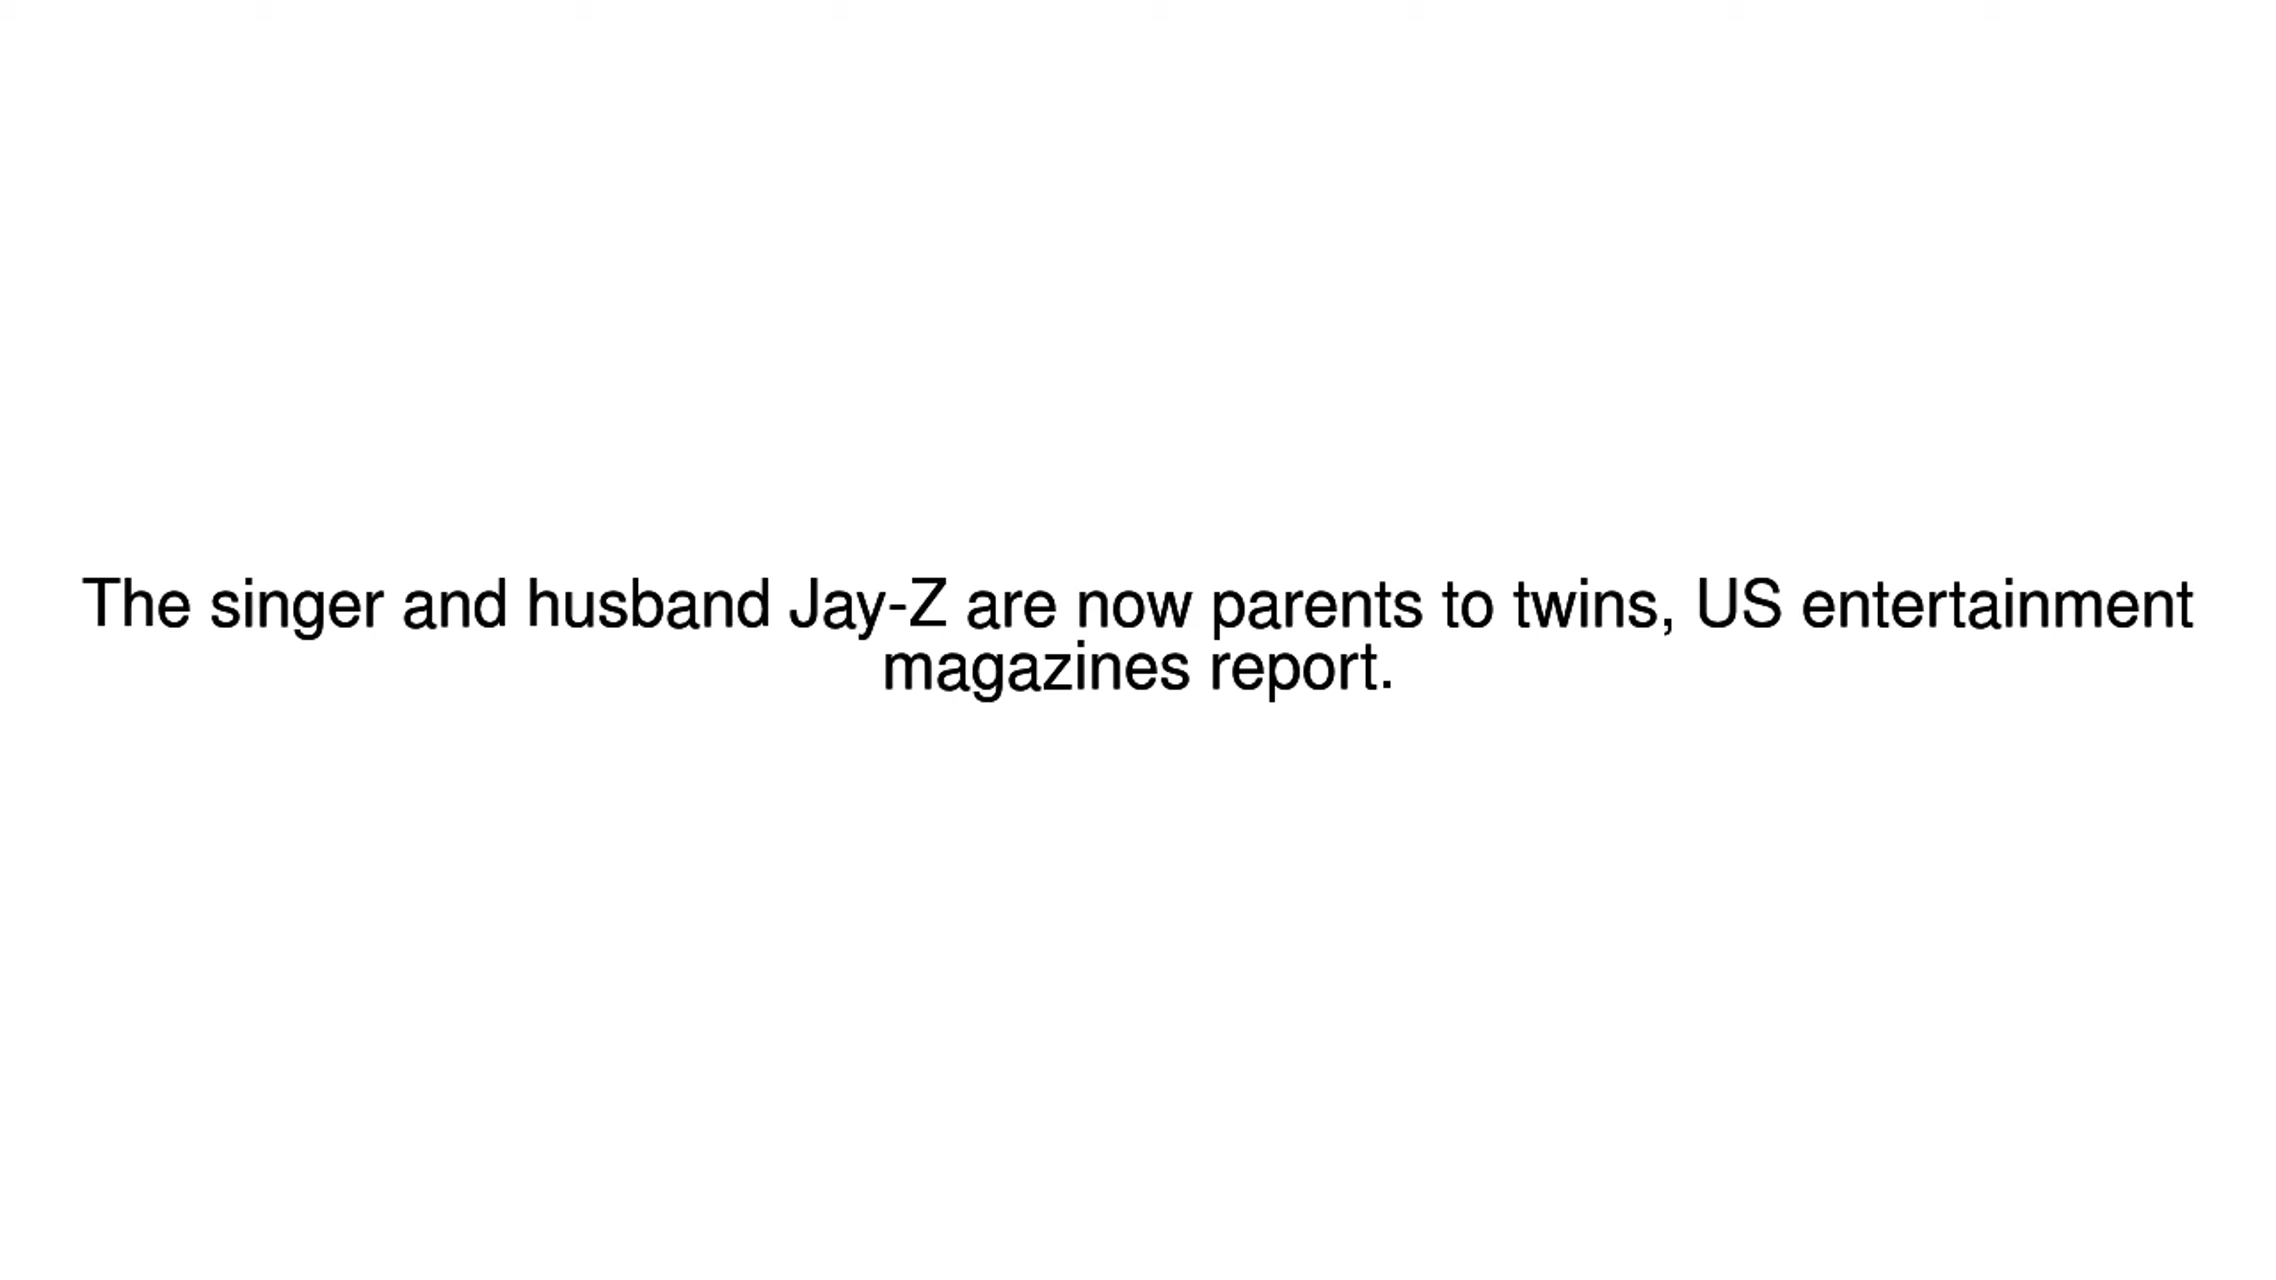 The singer and husband Jay-Z are now parents to twins, US entertainment
magazines report.